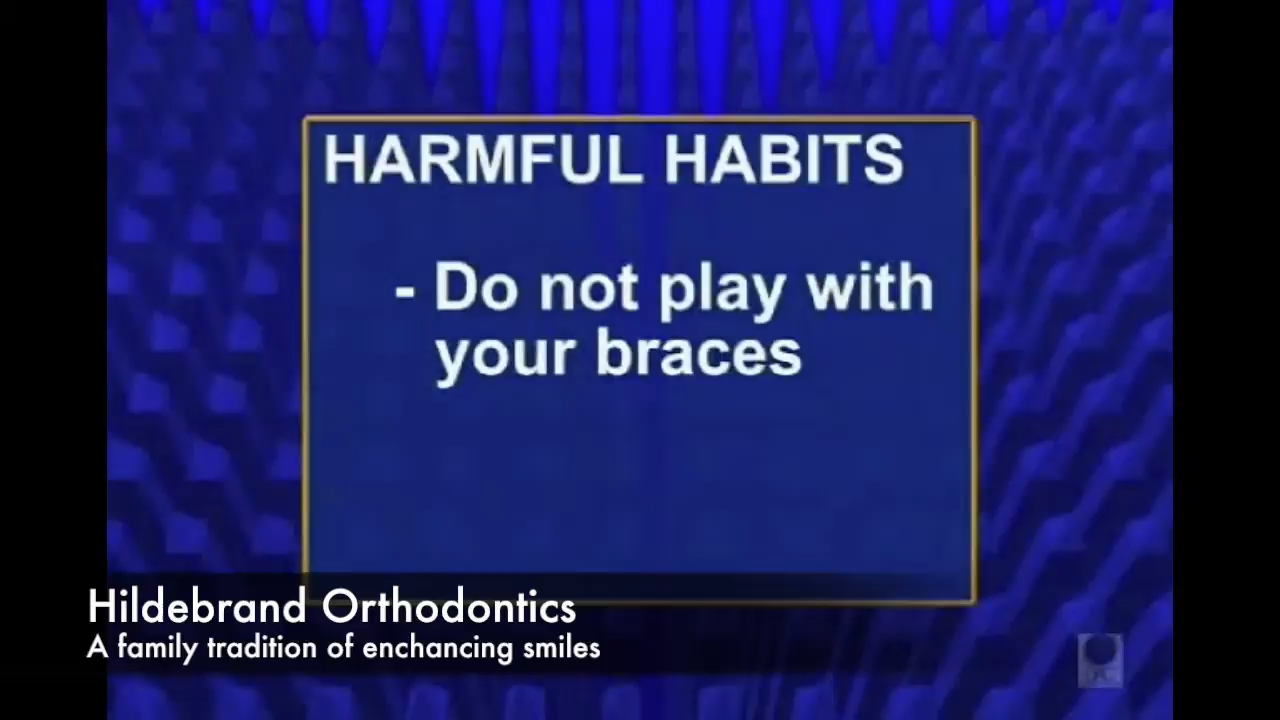 HARMFUL HABITS
- Do not play with
your braces
Hildebrand Orthodontics
A family tradition of enchancing smiles